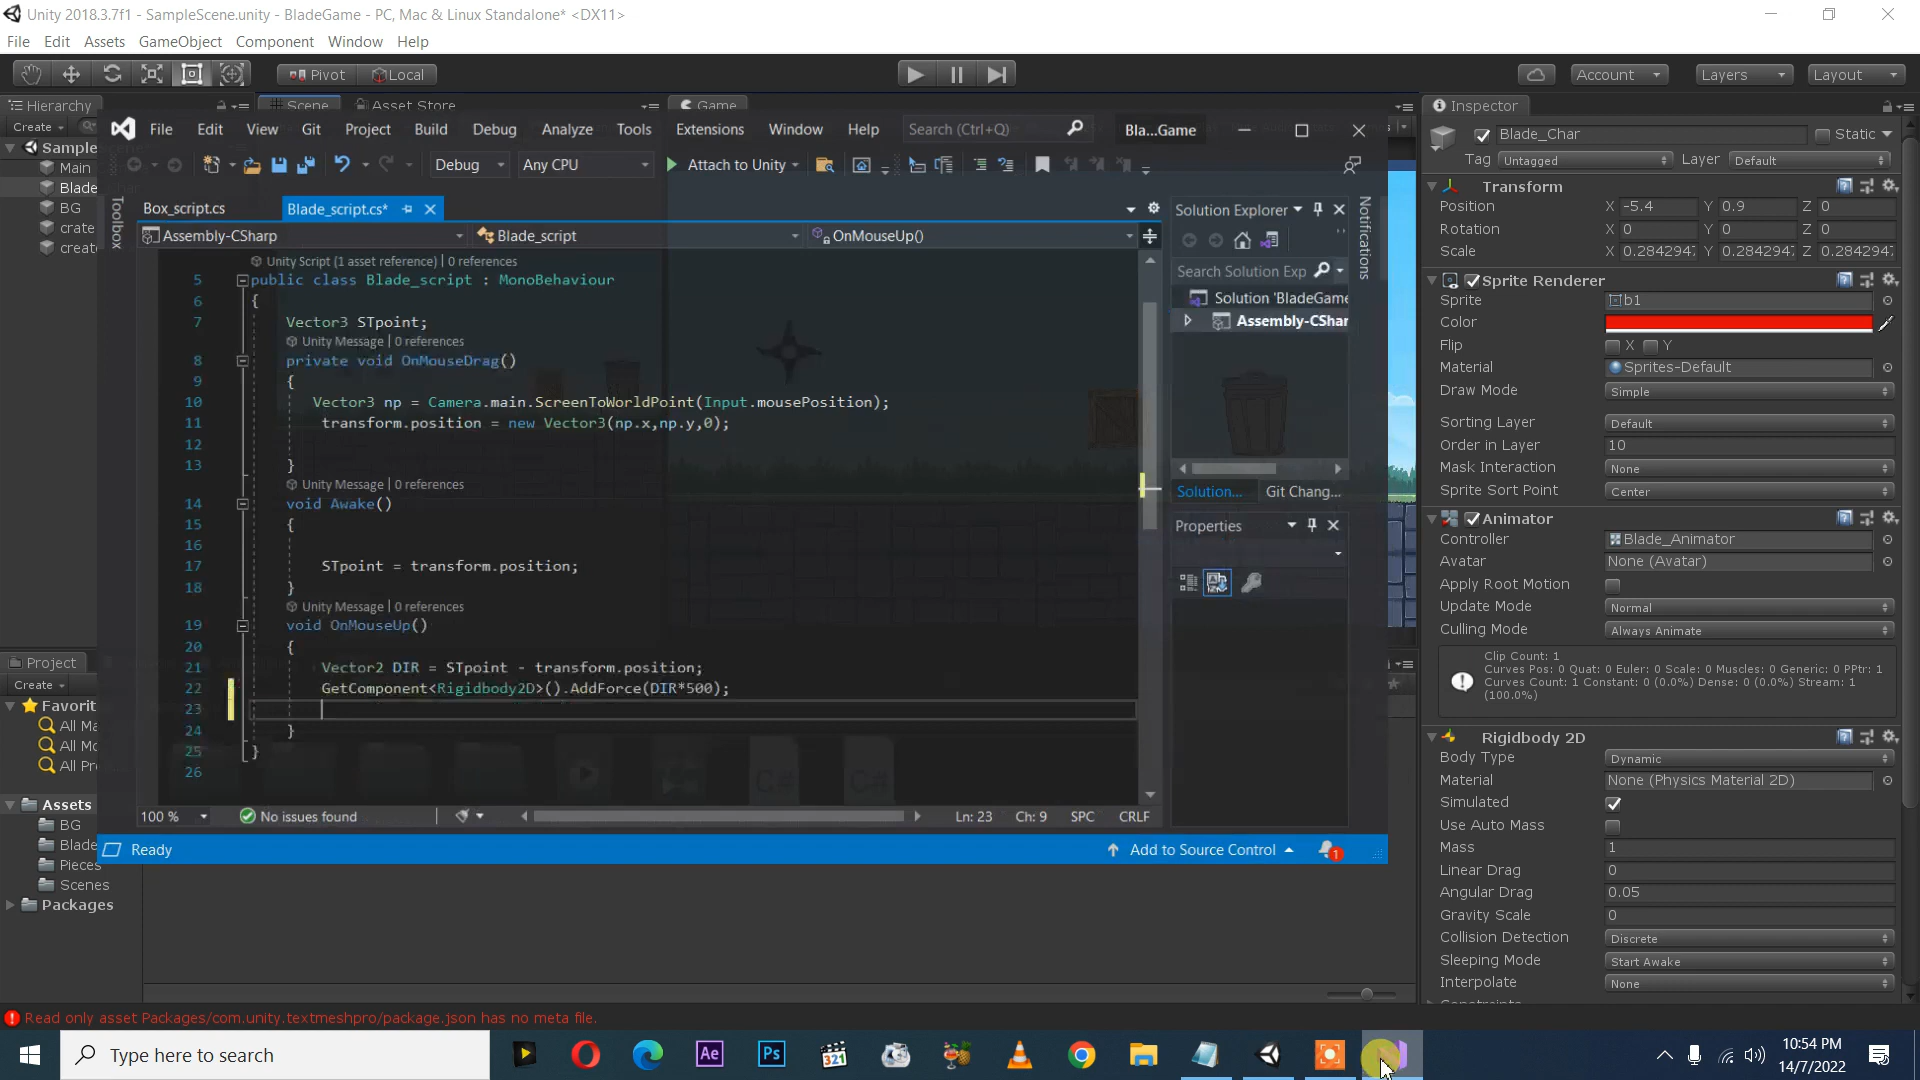 Unity 2018.3.7f1 - SampleScene.unity - BladeGame - PC, Mac & Linux Standalone* <DX11>
File Edit Assets GameObject Component Window Help
Pivot Local
Account Layers Layout
Hierarchy Scene Asset Store Game
Create
Main
Blade
BG
crate
create
File Edit View Git Project Build Debug Analyze Tools Extensions Window Help Search (Ctrl+Q) Bla...Game
Debug Any CPU Attach to Unity
Toolbox
Box_script.cs Blade_script.cs*
Assembly-CSharp Blade_script OnMouseUp()
Unity Script (1 asset reference) | 0 references
5 public class Blade_script : MonoBehaviour
6 {
7 Vector3 STpoint;
Unity Message | 0 references
8 private void OnMouseDrag()
9 {
10 Vector3 np = Camera.main.ScreenToWorldPoint(Input.mousePosition);
11 transform.position = new Vector3(np.x,np.y,0);
12
13 }
Unity Message | 0 references
14 void Awake()
15 {
16
17 STpoint = transform.position;
18 }
Unity Message | 0 references
19 void OnMouseUp()
20 {
21 Vector2 DIR = STpoint - transform.position;
22 GetComponent<Rigidbody2D>().AddForce(DIR*500);
23
24 }
25 }
26
100 % No issues found Ln: 23 Ch: 9 SPC CRLF
Ready Add to Source Control 1
Solution Explorer
Search Solution Exp
Solution 'BladeGame
Assembly-CShar
Solution... Git Chang...
Properties
Notifications
Project
Create
Favorit
All Ma
All Mo
All Pr
Assets
BG
Blade
Pieces
Scenes
Packages
Inspector
Blade_Char Static
Tag Untagged Layer Default
Transform
Position X -5.4 Y 0.9 Z 0
Rotation X 0 Y 0 Z 0
Scale X 0.284294 Y 0.284294 Z 0.284294
Sprite Renderer
Sprite b1
Color
Flip X Y
Material Sprites-Default
Draw Mode Simple
Sorting Layer Default
Order in Layer 10
Mask Interaction None
Sprite Sort Point Center
Animator
Controller Blade_Animator
Avatar None (Avatar)
Apply Root Motion
Update Mode Normal
Culling Mode Always Animate
Clip Count: 1
Curves Pos: 0 Quat: 0 Euler: 0 Scale: 0 Muscles: 0 Generic: 0 PPtr: 1
Curves Count: 1 Constant: 0 (0.0%) Dense: 0 (0.0%) Stream: 1
(100.0%)
Rigidbody 2D
Body Type Dynamic
Material None (Physics Material 2D)
Simulated
Use Auto Mass
Mass 1
Linear Drag 0
Angular Drag 0.05
Gravity Scale 0
Collision Detection Discrete
Sleeping Mode Start Awake
Interpolate None
Read only asset Packages/com.unity.textmeshpro/package.json has no meta file.
Type here to search
Ae Ps 321
10:54 PM
14/7/2022